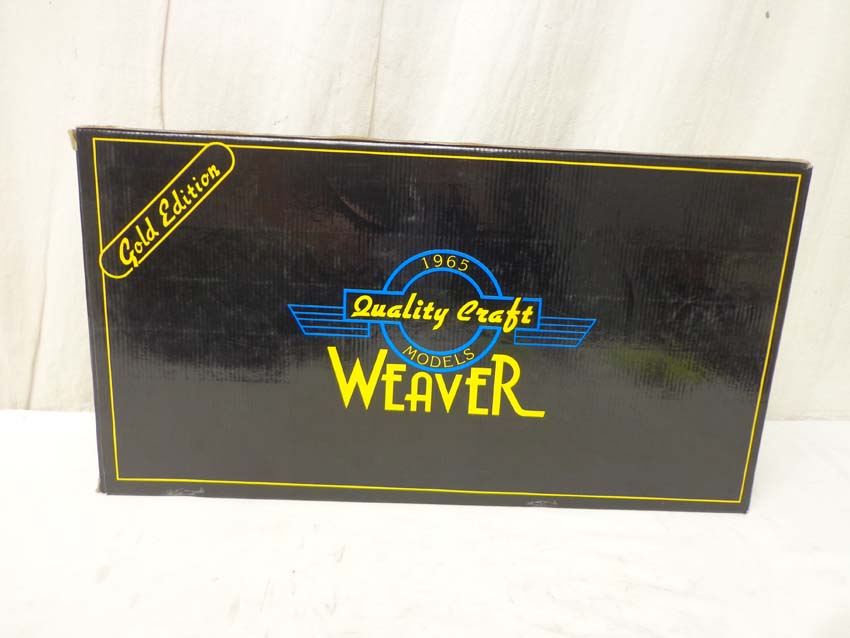 Gold Edition
1965
Quality Craft
MODELS
WEAVER